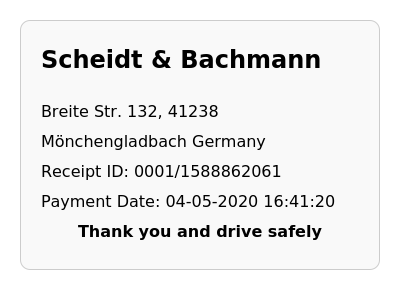 Scheidt & Bachmann
Breite Str. 132, 41238
Mönchengladbach Germany
Receipt ID: 0001/1588862061
Payment Date: 04-05-2020 16:41:20
Thank you and drive safely